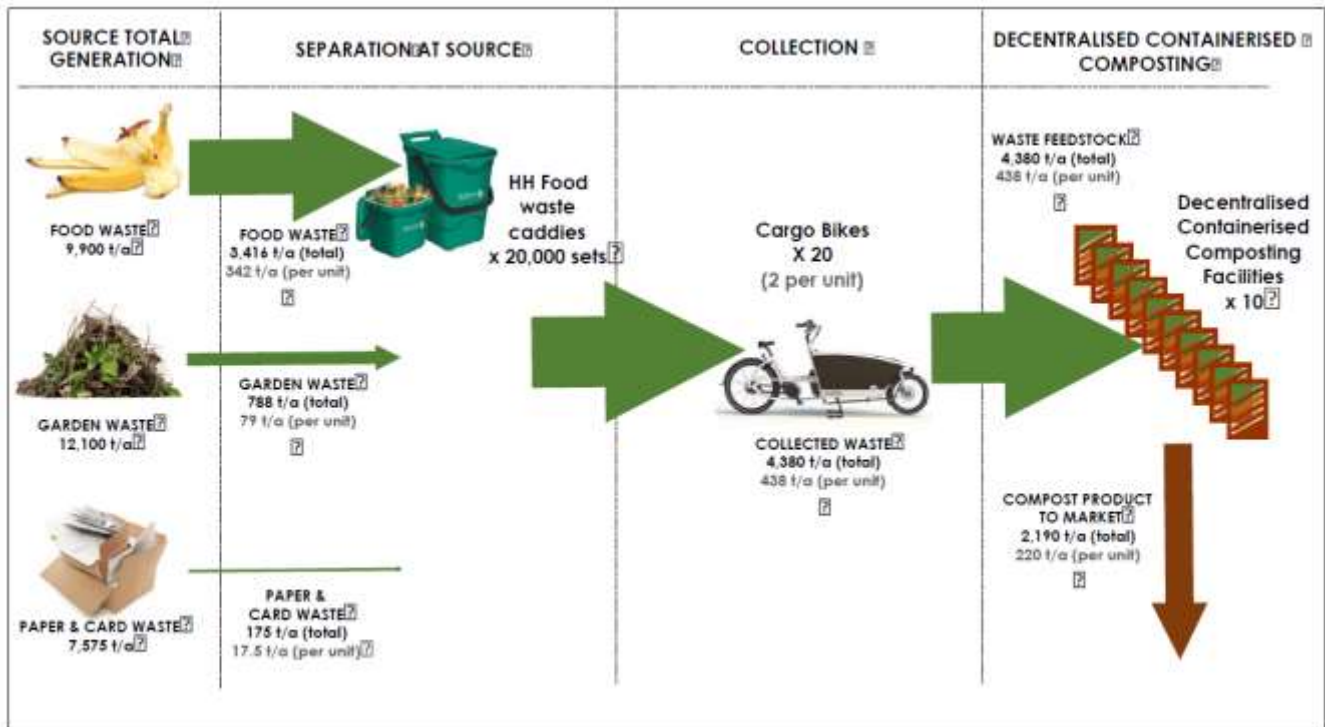 SOURCE TOTAL
GENERATION
SEPARATION AT SOURCE
COLLECTION
DECENTRALISED CONTAINERISED
COMPOSTING
FOOD WASTE
9,900 t/a
FOOD WASTE
3,416 t/a (total)
342 t/a (per unit)
HH Food
waste
caddies
x 20,000 sets
GARDEN WASTE
12,100 t/a
GARDEN WASTE
788 t/a (total)
79 t/a (per unit)
PAPER & CARD WASTE
7,575 t/a
PAPER &
CARD WASTE
175 t/a (total)
17.5 t/a (per unit)
Cargo Bikes
X 20
(2 per unit)
COLLECTED WASTE
4,380 t/a (total)
438 t/a (per unit)
WASTE FEEDSTOCK
4,380 t/a (total)
438 t/a (per unit)
Decentralised
Containerised
Composting
Facilities
x 10
COMPOST PRODUCT
TO MARKET
2,190 t/a (total)
220 t/a (per unit)